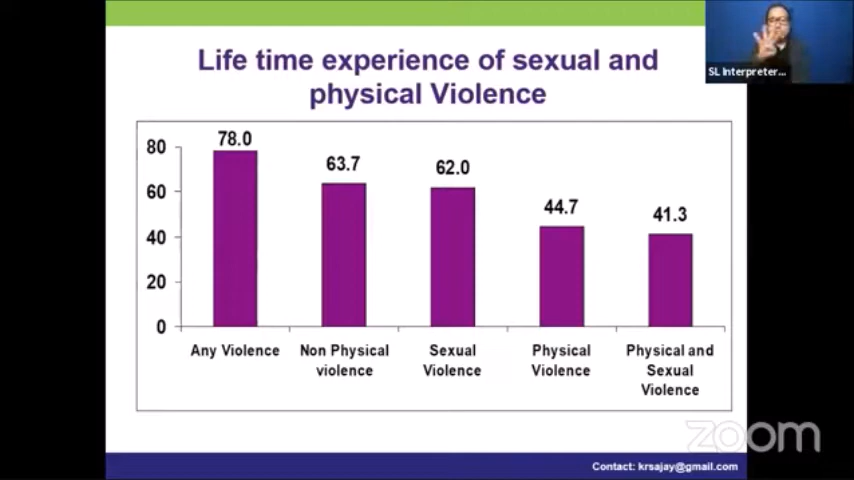 Life time experience of sexual and
physical Violence
SL Interpreter...
80
60
40
20
0
78.0
63.7
62.0
44.7
41.3
Any Violence
Non Physical
violence
Sexual
Violence
Physical
Violence
Physical and
Sexual
Violence
zoom
Contact: krsajay@gmail.com